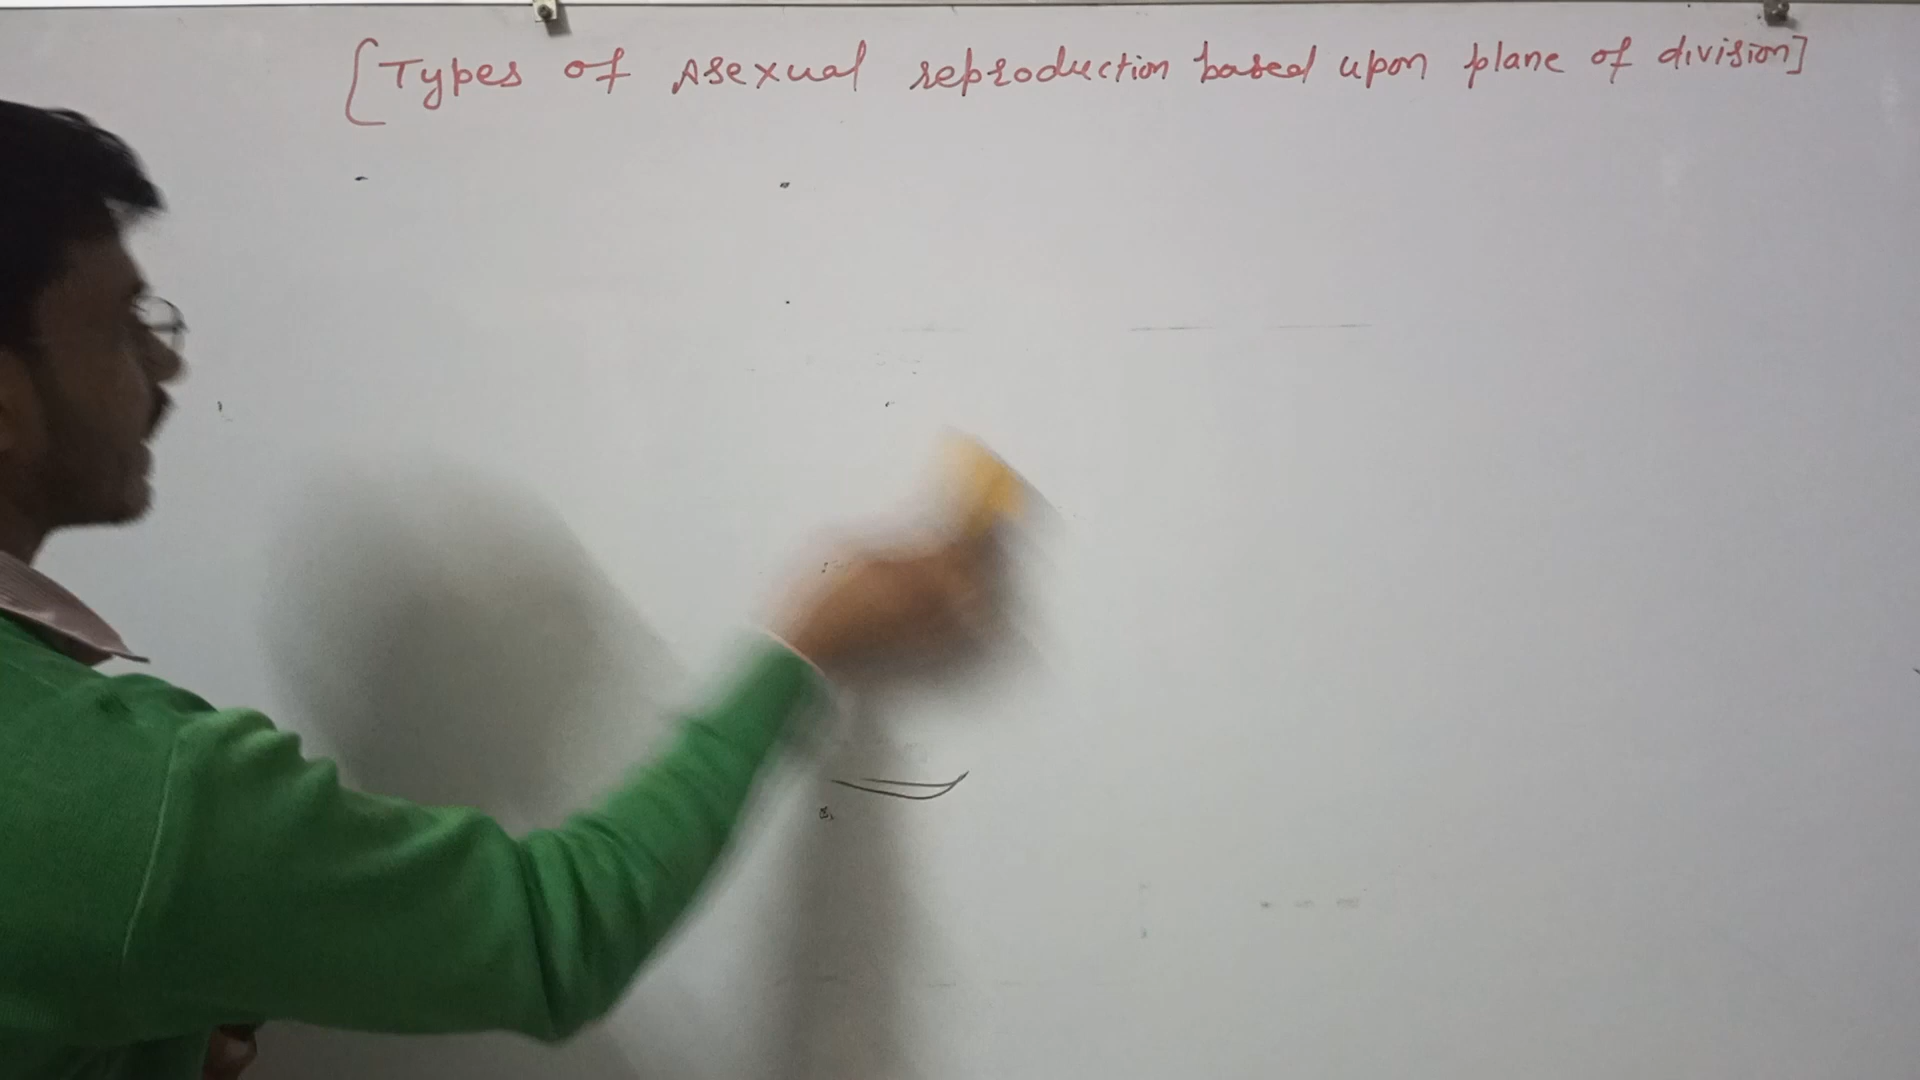 [Types of Asexual reproduction based upon plane of division]